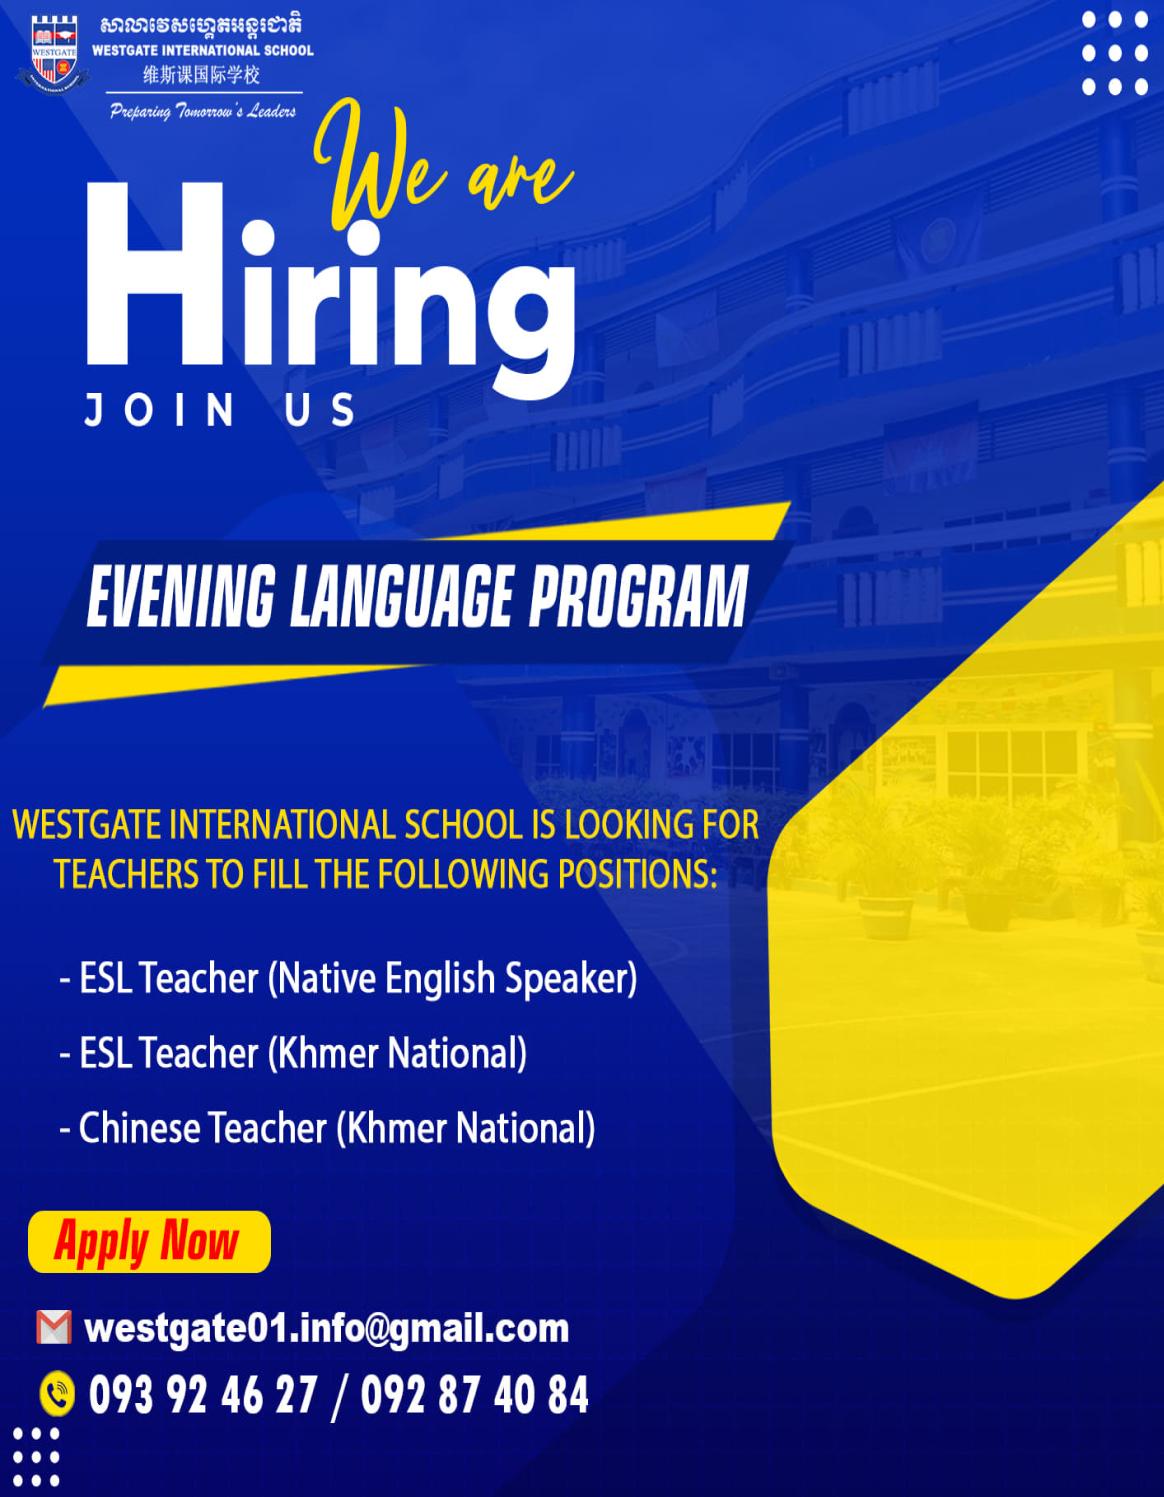 សាលាវេសហ្គេតអន្តរជាតិ
WESTGATE INTERNATIONAL SCHOOL
维斯课国际学校
Preparing Tomorrow's Leaders
WESTGATE
INTERNATIONAL SCHOOL
We are
Hiring
JOIN US
EVENING LANGUAGE PROGRAM
WESTGATE INTERNATIONAL SCHOOL IS LOOKING FOR
TEACHERS TO FILL THE FOLLOWING POSITIONS:
- ESL Teacher (Native English Speaker)
- ESL Teacher (Khmer National)
- Chinese Teacher (Khmer National)
Apply Now
westgate01.info@gmail.com
093 92 46 27 / 092 87 40 84